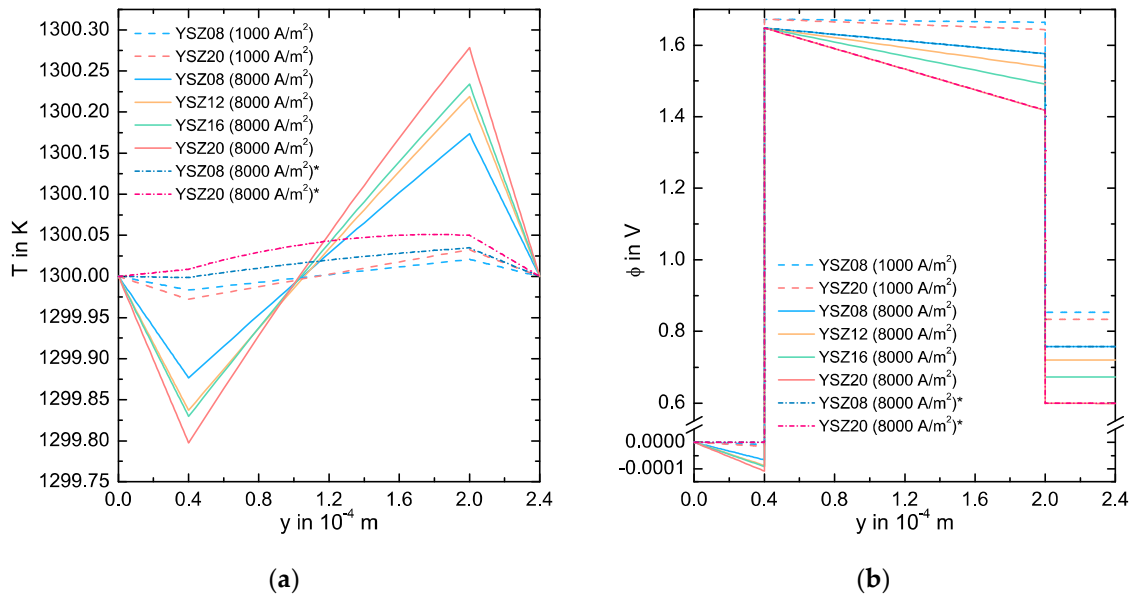 1300.30
1300.25
1300.20
1300.15
1300.10
1300.05
1300.00
1299.95
1299.90
1299.85
1299.80
1299.75
T in K
YSZ08 (1000 A/m²)
YSZ20 (1000 A/m²)
YSZ08 (8000 A/m²)
YSZ12 (8000 A/m²)
YSZ16 (8000 A/m²)
YSZ20 (8000 A/m²)
YSZ08 (8000 A/m²)*
YSZ20 (8000 A/m²)*
0.0 0.4 0.8 1.2 1.6 2.0 2.4
y in 10⁻⁴ m
(a)
1.6
1.4
1.2
1.0
0.8
0.6
0.0000
-0.0001
ϕ in V
YSZ08 (1000 A/m²)
YSZ20 (1000 A/m²)
YSZ08 (8000 A/m²)
YSZ12 (8000 A/m²)
YSZ16 (8000 A/m²)
YSZ20 (8000 A/m²)
YSZ08 (8000 A/m²)*
YSZ20 (8000 A/m²)*
0.0 0.4 0.8 1.2 1.6 2.0 2.4
y in 10⁻⁴ m
(b)